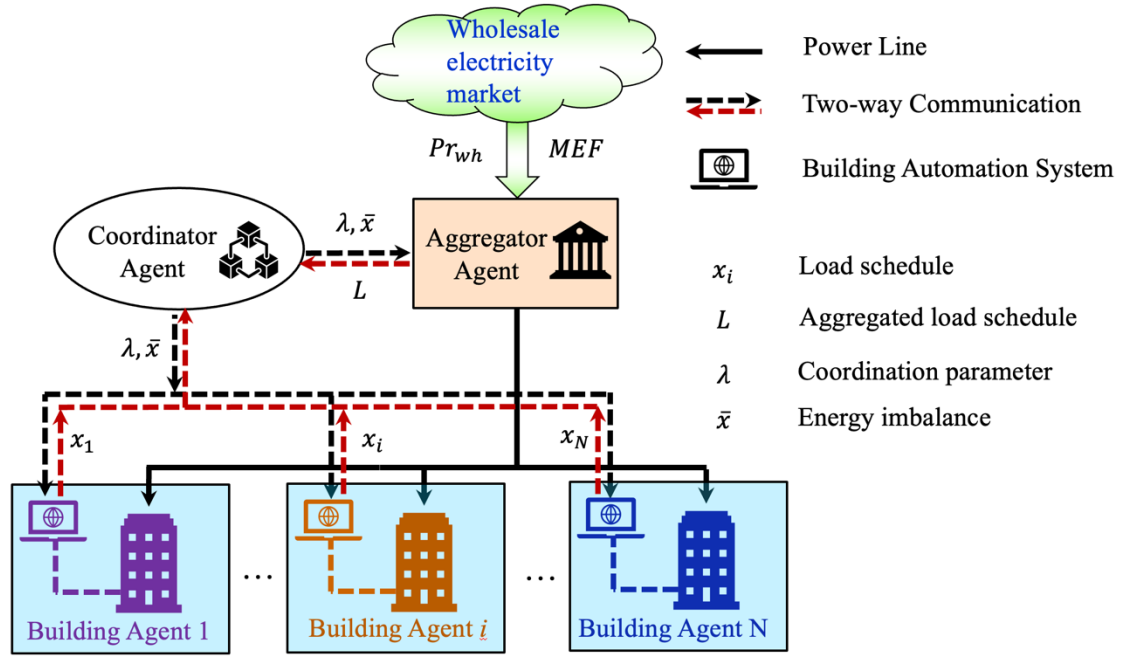 Wholesale
electricity
market
Pr_wh
MEF
Power Line
Two-way Communication
Building Automation System
Coordinator
Agent
λ, x̄
L
Aggregator
Agent
x_i Load schedule
L Aggregated load schedule
λ Coordination parameter
x̄ Energy imbalance
λ, x̄
x_1
x_i
x_N
...
...
Building Agent 1
Building Agent i
Building Agent N